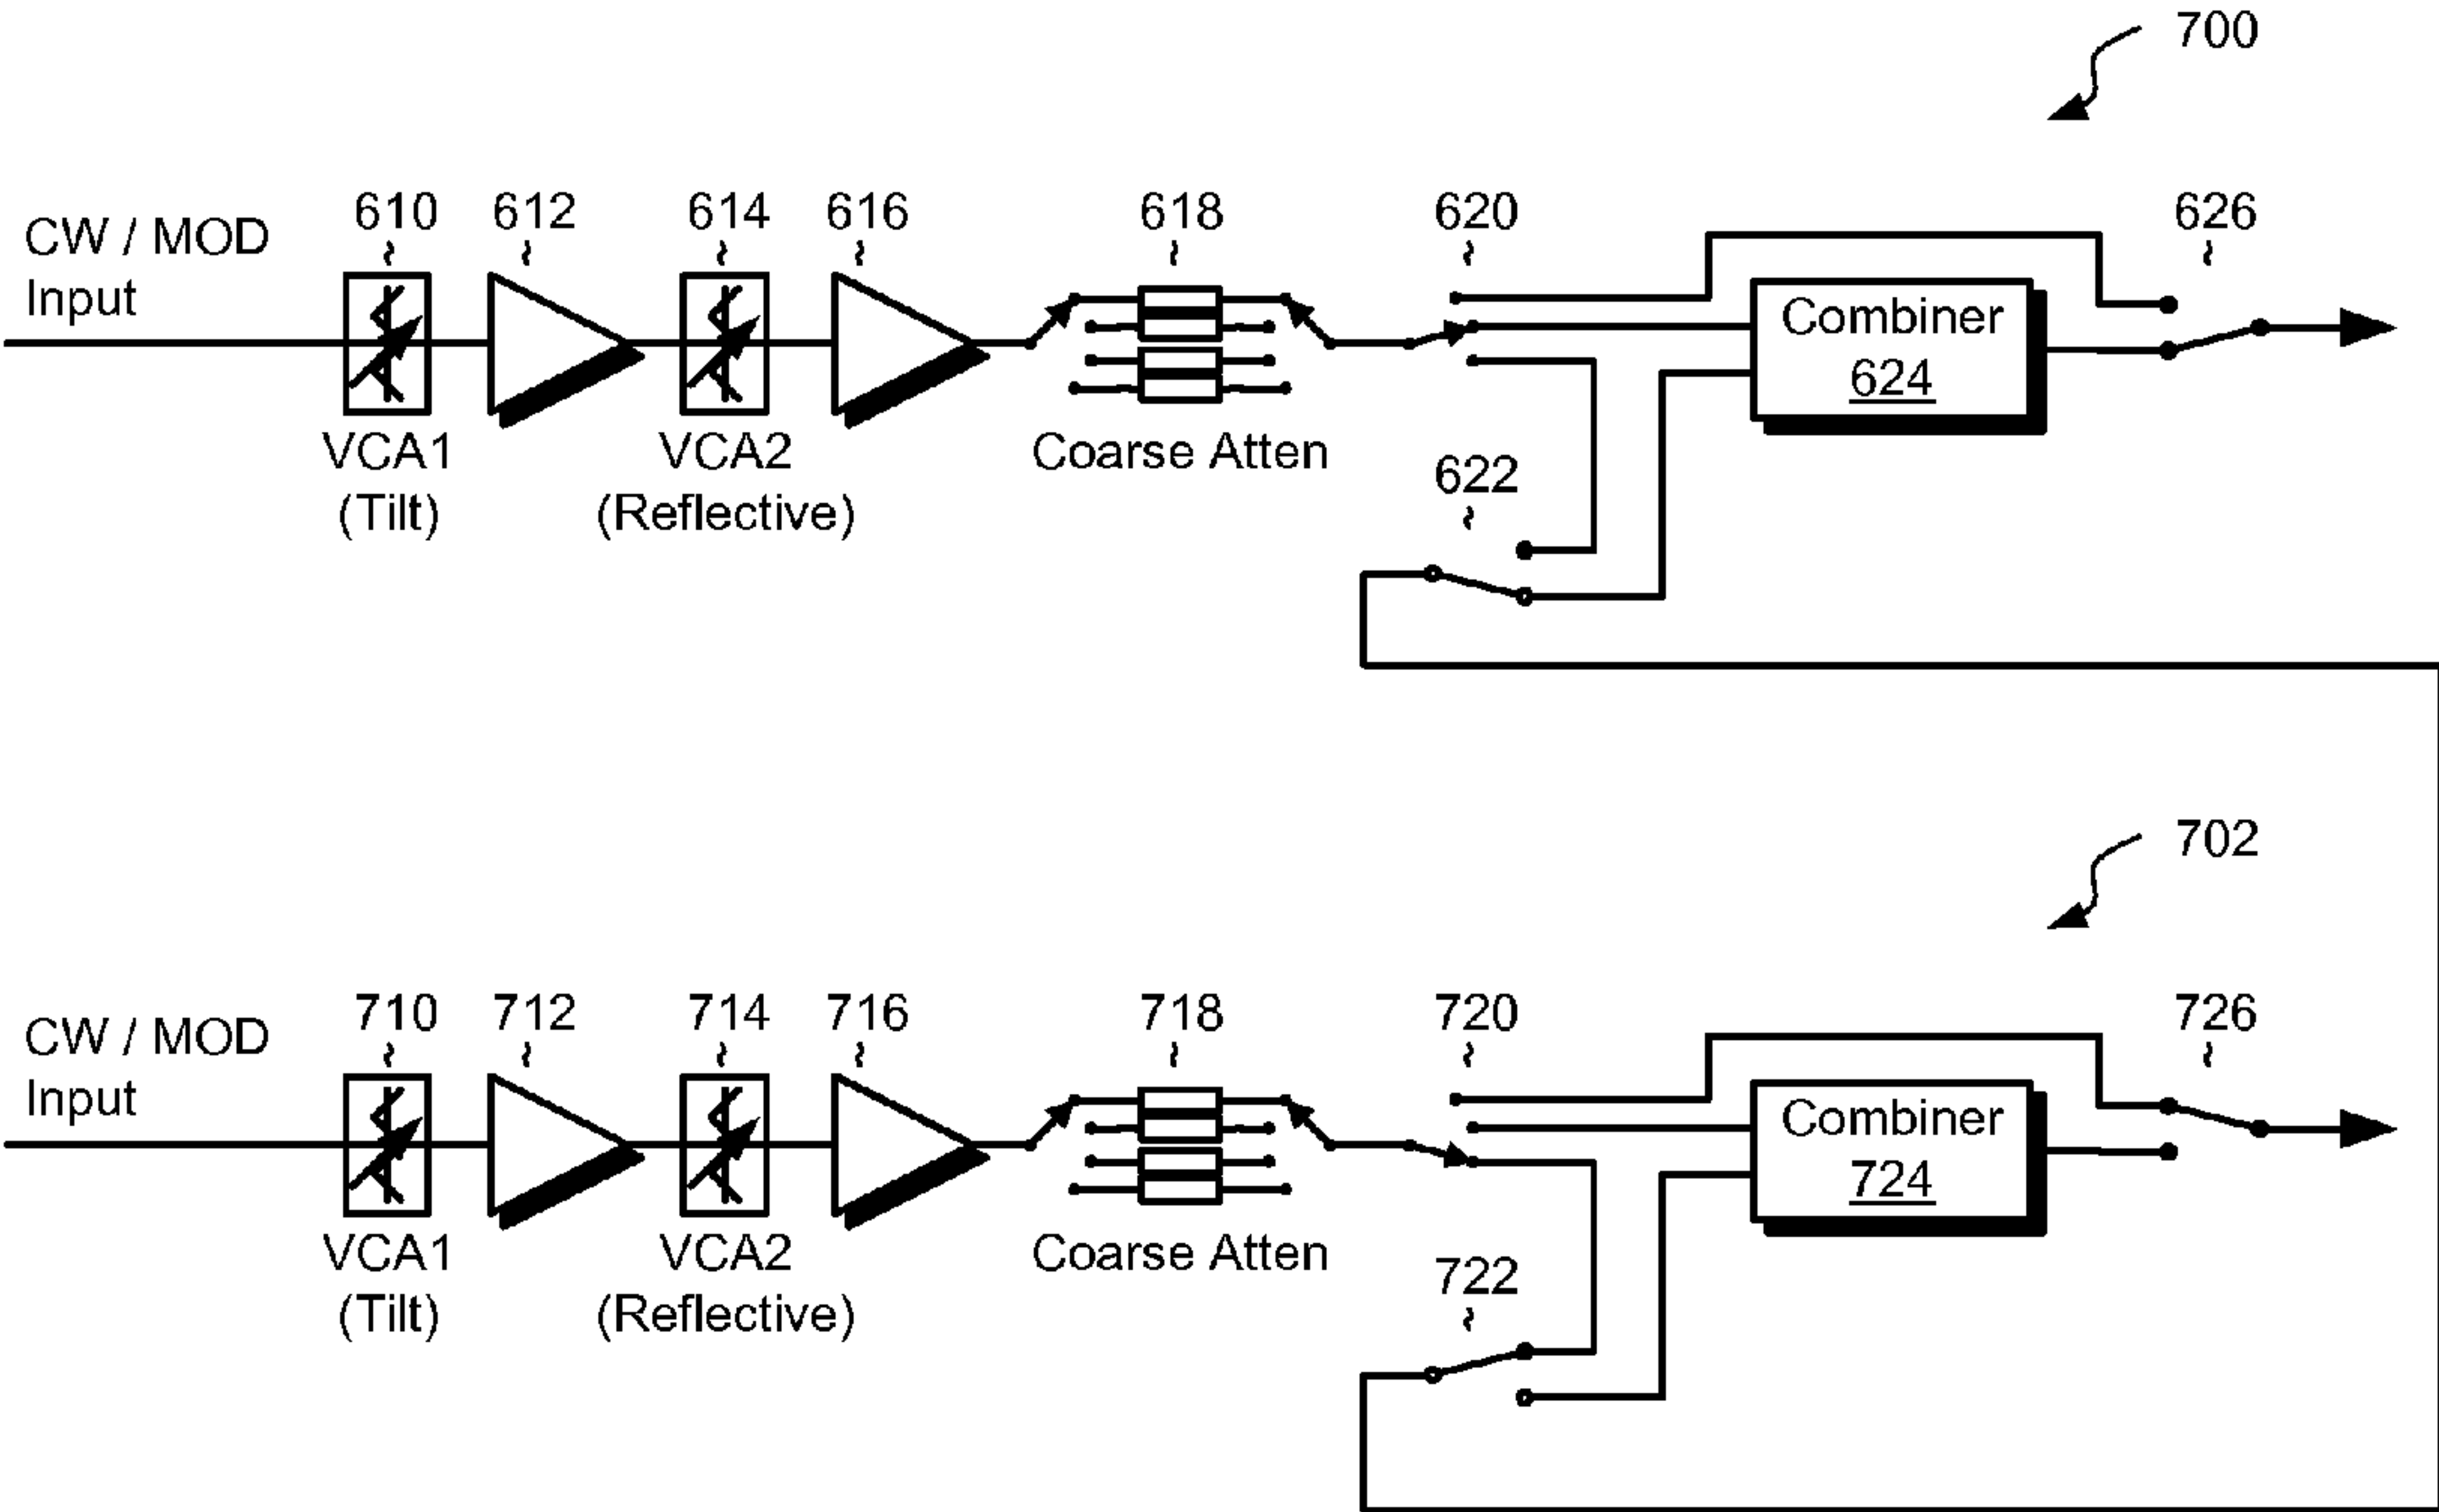 700
610 612 614 616 618 620 626
CW / MOD
Input
Combiner
624
VCA1
(Tilt)
VCA2
(Reflective)
Coarse Atten
622
702
710 712 714 716 718 720 726
CW / MOD
Input
Combiner
724
VCA1
(Tilt)
VCA2
(Reflective)
Coarse Atten
722